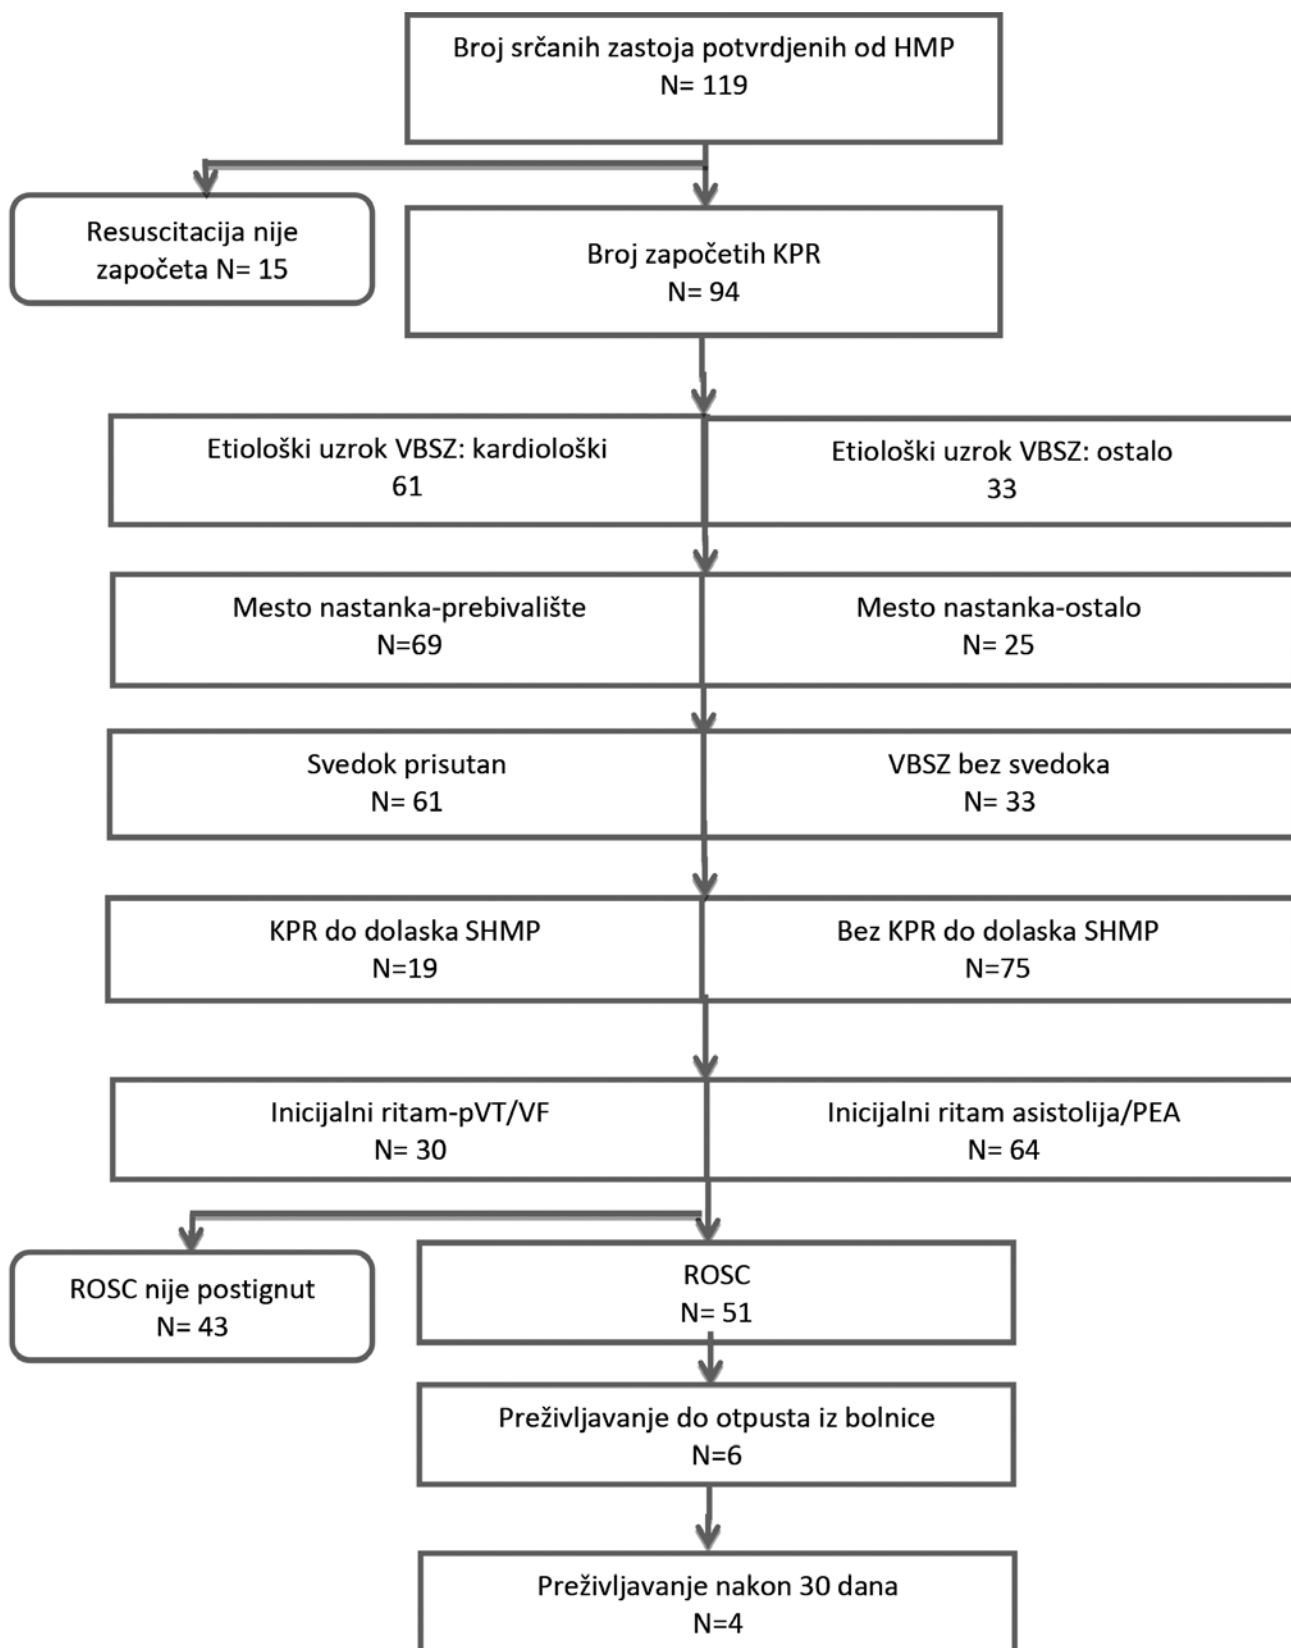 Broj srčanih zastoja potvrdjenih od HMP
N= 119
Resuscitacija nije
započeta N= 15
Broj započetih KPR
N= 94
Etiološki uzrok VBSZ: kardiološki
61
Etiološki uzrok VBSZ: ostalo
33
Mesto nastanka-prebivalište
N=69
Mesto nastanka-ostalo
N= 25
Svedok prisutan
N= 61
VBSZ bez svedoka
N= 33
KPR do dolaska SHMP
N=19
Bez KPR do dolaska SHMP
N=75
Inicijalni ritam-pVT/VF
N= 30
Inicijalni ritam asistolija/PEA
N= 64
ROSC nije postignut
N= 43
ROSC
N= 51
Preživljavanje do otpusta iz bolnice
N=6
Preživljavanje nakon 30 dana
N=4